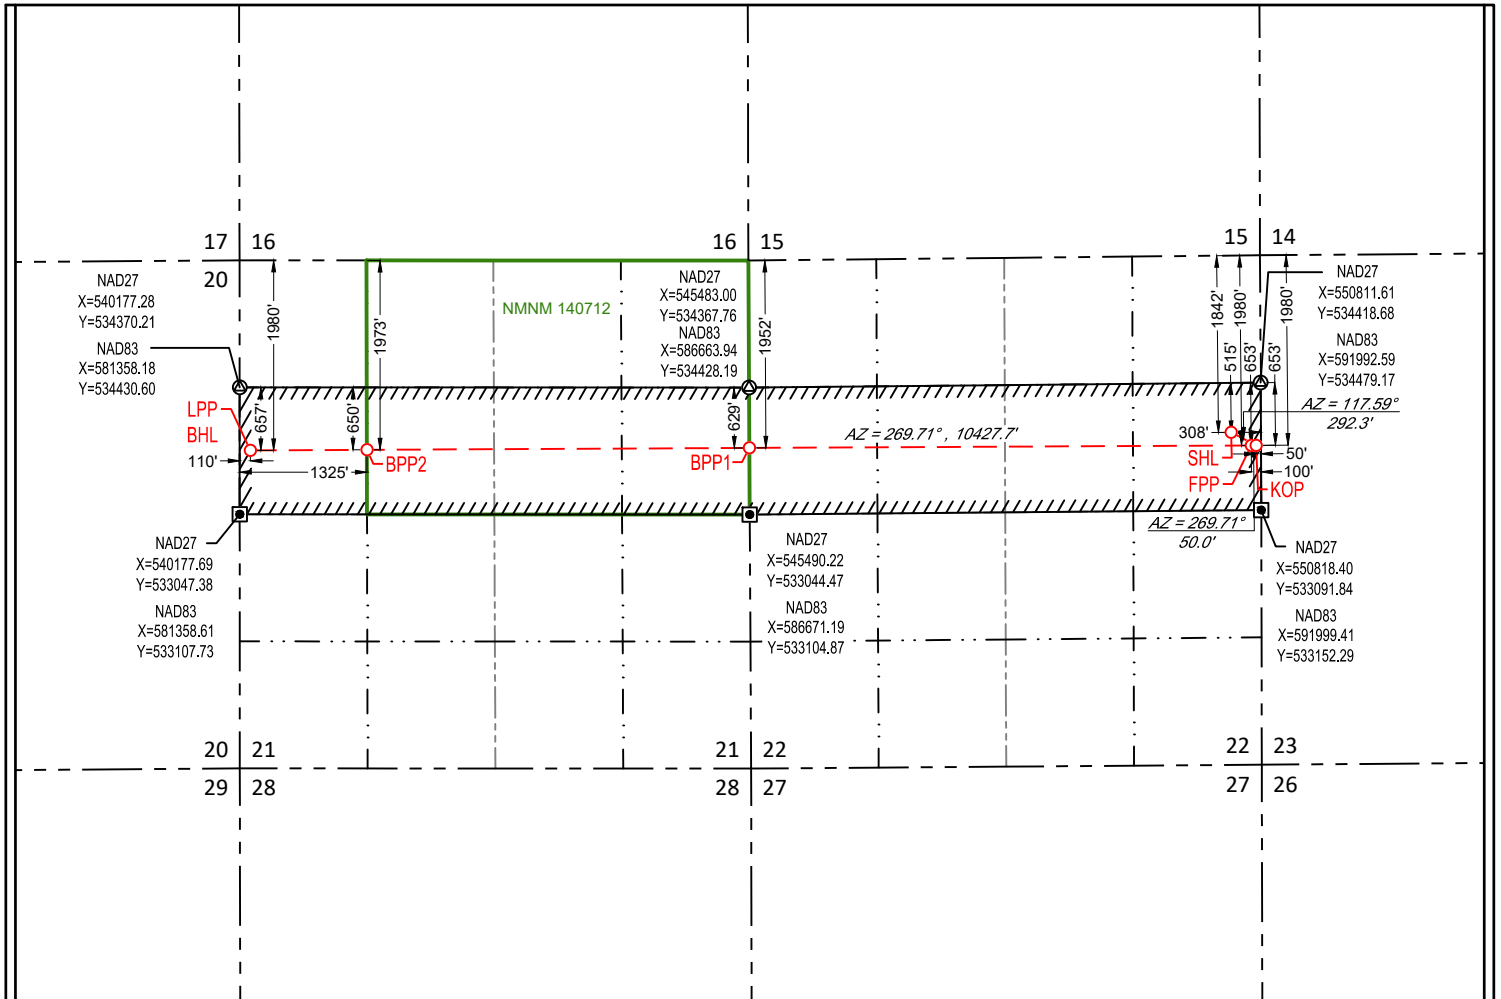 17 16
16 15
15 14
20
NAD27
X=540177.28
Y=534370.21
NAD83
X=581358.18
Y=534430.60
NMNM 140712
NAD27
X=545483.00
Y=534367.76
NAD83
X=586663.94
Y=534428.19
NAD27
X=550811.61
Y=534418.68
NAD83
X=591992.59
Y=534479.17
1980'
1973'
1952'
1842'
1980'
1980'
515'
653'
653'
657'
650'
629'
LPP
BHL
110'
1325'
BPP2
BPP1
AZ = 269.71° , 10427.7'
AZ = 117.59°
292.3'
308'
SHL
FPP
50'
100'
KOP
AZ = 269.71°
50.0'
NAD27
X=540177.69
Y=533047.38
NAD83
X=581358.61
Y=533107.73
NAD27
X=545490.22
Y=533044.47
NAD83
X=586671.19
Y=533104.87
NAD27
X=550818.40
Y=533091.84
NAD83
X=591999.41
Y=533152.29
20 21
21 22
22 23
29 28
28 27
27 26